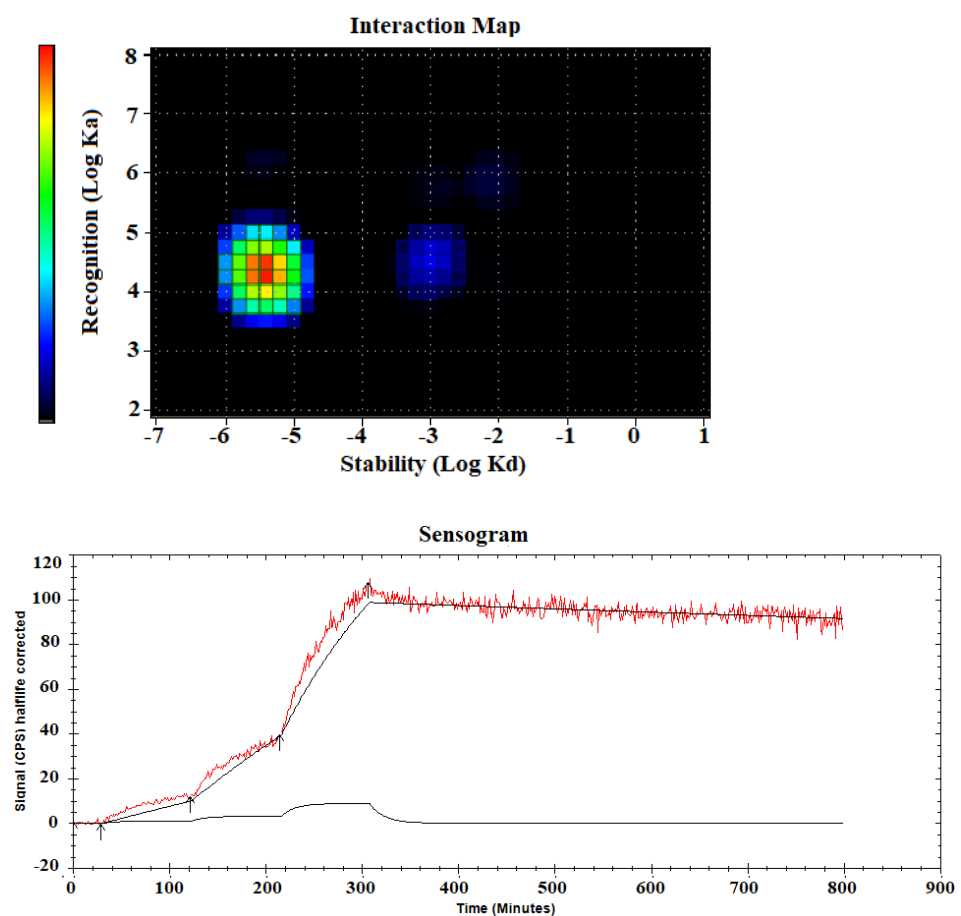 Interaction Map
Recognition (Log Ka)
8
7
6
5
4
3
2
-7 -6 -5 -4 -3 -2 -1 0 1
Stability (Log Kd)
Sensogram
Signal (CPS) halflife corrected
120
100
80
60
40
20
0
-20
0 100 200 300 400 500 600 700 800 900
Time (Minutes)